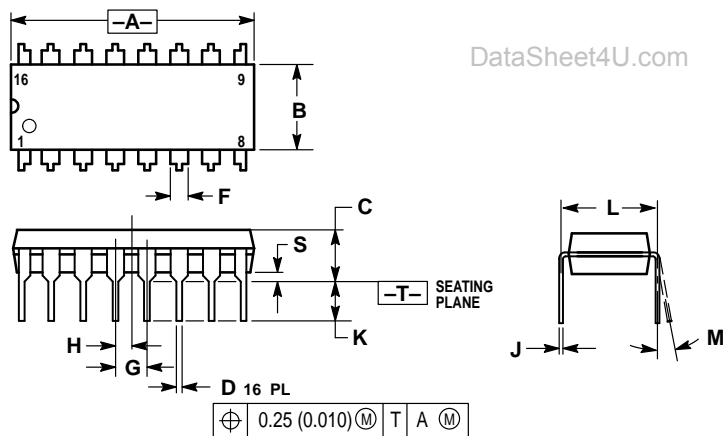 –A–
DataSheet4U.com
16 9
B
1 8
F
C
L
S
–T– SEATING
PLANE
K
M
H
J
G
D 16 PL
⌖ 0.25 (0.010) Ⓜ T A Ⓜ